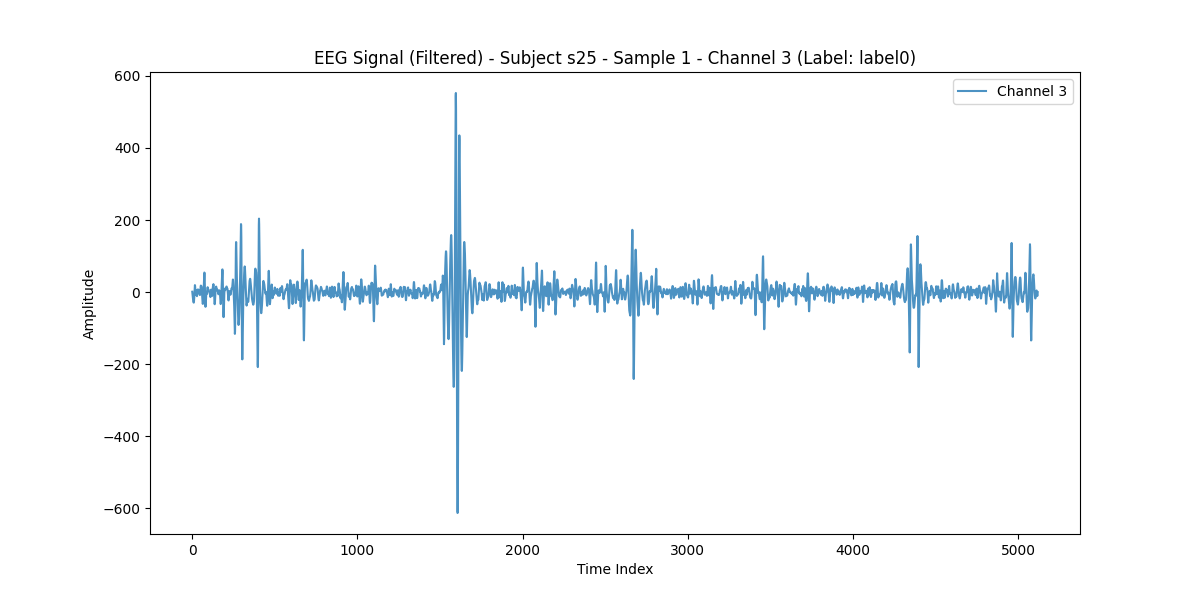 EEG Signal (Filtered) - Subject s25 - Sample 1 - Channel 3 (Label: label0)
Channel 3
600
400
200
0
−200
−400
−600
Amplitude
0 1000 2000 3000 4000 5000
Time Index